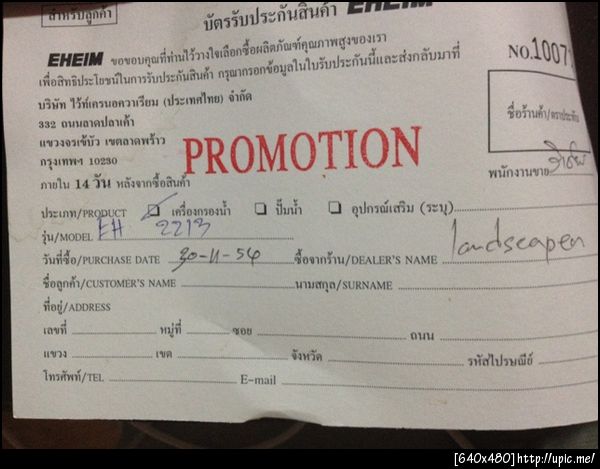 สำหรับลูกค้า
บัตรรับประกันสินค้า EHEIM
EHEIM ขอขอบคุณที่ท่านไว้วางใจเลือกซื้อผลิตภัณฑ์คุณภาพสูงของเรา
เพื่อสิทธิประโยชน์ในการรับประกันสินค้า กรุณากรอกข้อมูลในใบรับประกันนี้และส่งกลับมาที่
NO.1007
บริษัท ไว้ท์เครนอควาเรียม (ประเทศไทย) จำกัด
332 ถนนลาดปลาเค้า
แขวงจรเข้บัว เขตลาดพร้าว
กรุงเทพฯ 10230
ภายใน 14 วัน หลังจากซื้อสินค้า
PROMOTION
ชื่อร้านค้า/ตราประทับ
พนักงานขาย
ประเภท/PRODUCT เครื่องกรองน้ำ ปั๊มน้ำ อุปกรณ์เสริม (ระบุ)
รุ่น/MODEL EH 2213
วันที่ซื้อ/PURCHASE DATE 30-11-54 ชื้อจากร้าน/DEALER'S NAME landscapen
ชื่อลูกค้า/CUSTOMER'S NAME นามสกุล/SURNAME
ที่อยู่/ADDRESS
เลขที่ หมู่ที่ ซอย ถนน
แขวง เขต จังหวัด รหัสไปรษณีย์
โทรศัพท์/TEL E-mail
[640x480]http://upic.me/